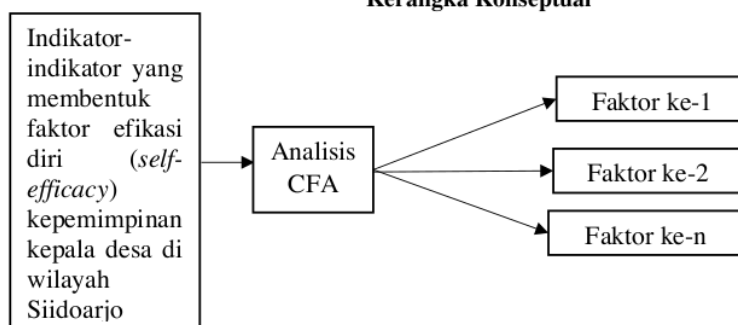 Kerangka Konseptual
Indikator-
indikator yang
membentuk
faktor efikasi
diri (self-
efficacy)
kepemimpinan
kepala desa di
wilayah
Siidoarjo
Analisis
CFA
Faktor ke-1
Faktor ke-2
Faktor ke-n